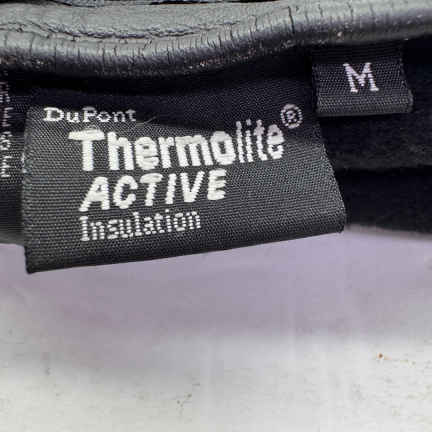 DuPont
Thermolite®
ACTIVE
Insulation
M